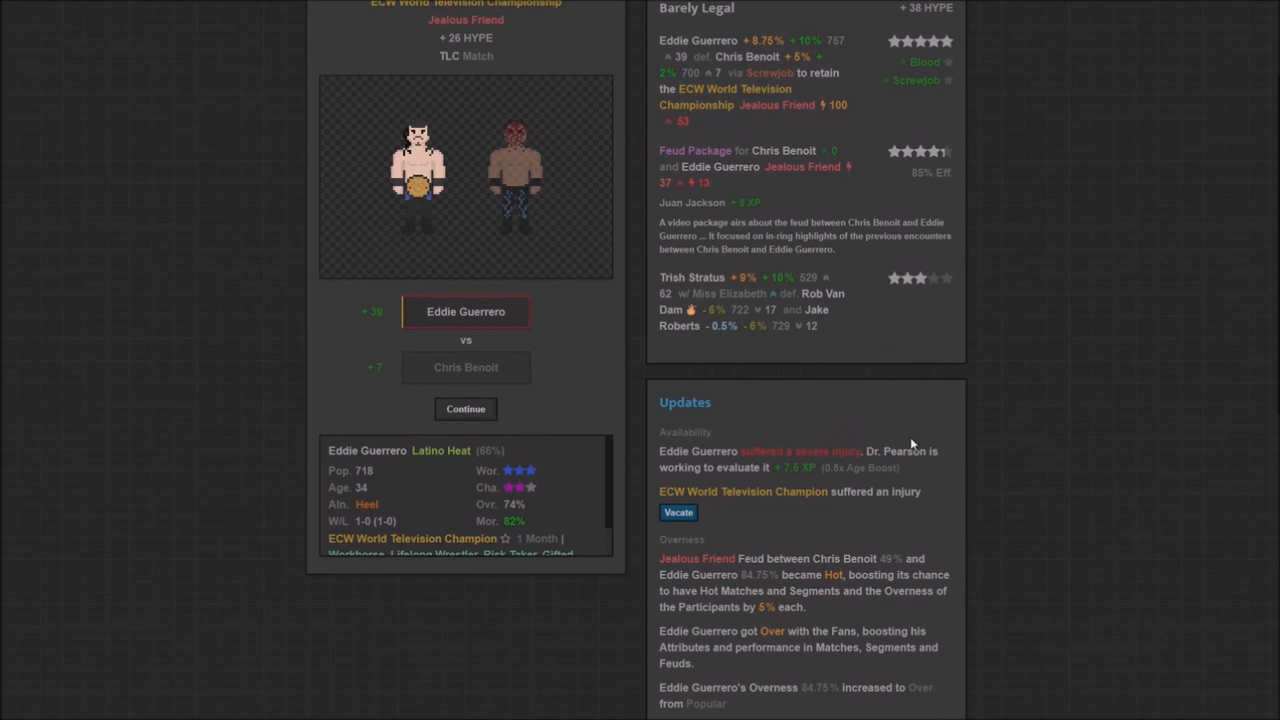 ECW World Television Championship
Jealous Friend
+ 26 HYPE
TLC Match
+ 39
Eddie Guerrero
vs
+ 7
Chris Benoit
Continue
Eddie Guerrero Latino Heat (66%)
Pop. 718
Wor.
Age. 34
Cha.
Aln. Heel
Ovr. 74%
W/L 1-0 (1-0)
Mor. 82%
ECW World Television Champion 1 Month |
Workhorse, Lifelong Wrestler, Risk Taker, Gifted
Barely Legal
+ 38 HYPE
Eddie Guerrero + 8.75% + 10% 757
39 def. Chris Benoit + 5% +
2% 700 7 via Screwjob to retain
the ECW World Television
Championship Jealous Friend 100
53
Blood
Screwjob
Feud Package for Chris Benoit 0
and Eddie Guerrero Jealous Friend
37 13
85% Eff.
Juan Jackson + 8 XP
A video package airs about the feud between Chris Benoit and Eddie
Guerrero ... It focused on in-ring highlights of the previous encounters
between Chris Benoit and Eddie Guerrero.
Trish Stratus + 9% + 10% 529
62 w/ Miss Elizabeth def. Rob Van
Dam - 6% 722 17 and Jake
Roberts - 0.5% - 6% 729 12
Updates
Availability
Eddie Guerrero suffered a severe injury. Dr. Pearson is
working to evaluate it + 7.5 XP (0.5x Age Boost)
ECW World Television Champion suffered an injury
Vacate
Overness
Jealous Friend Feud between Chris Benoit 49% and
Eddie Guerrero 84.75% became Hot, boosting its chance
to have Hot Matches and Segments and the Overness of
the Participants by 5% each.
Eddie Guerrero got Over with the Fans, boosting his
Attributes and performance in Matches, Segments and
Feuds.
Eddie Guerrero's Overness 84.75% increased to Over
from Popular